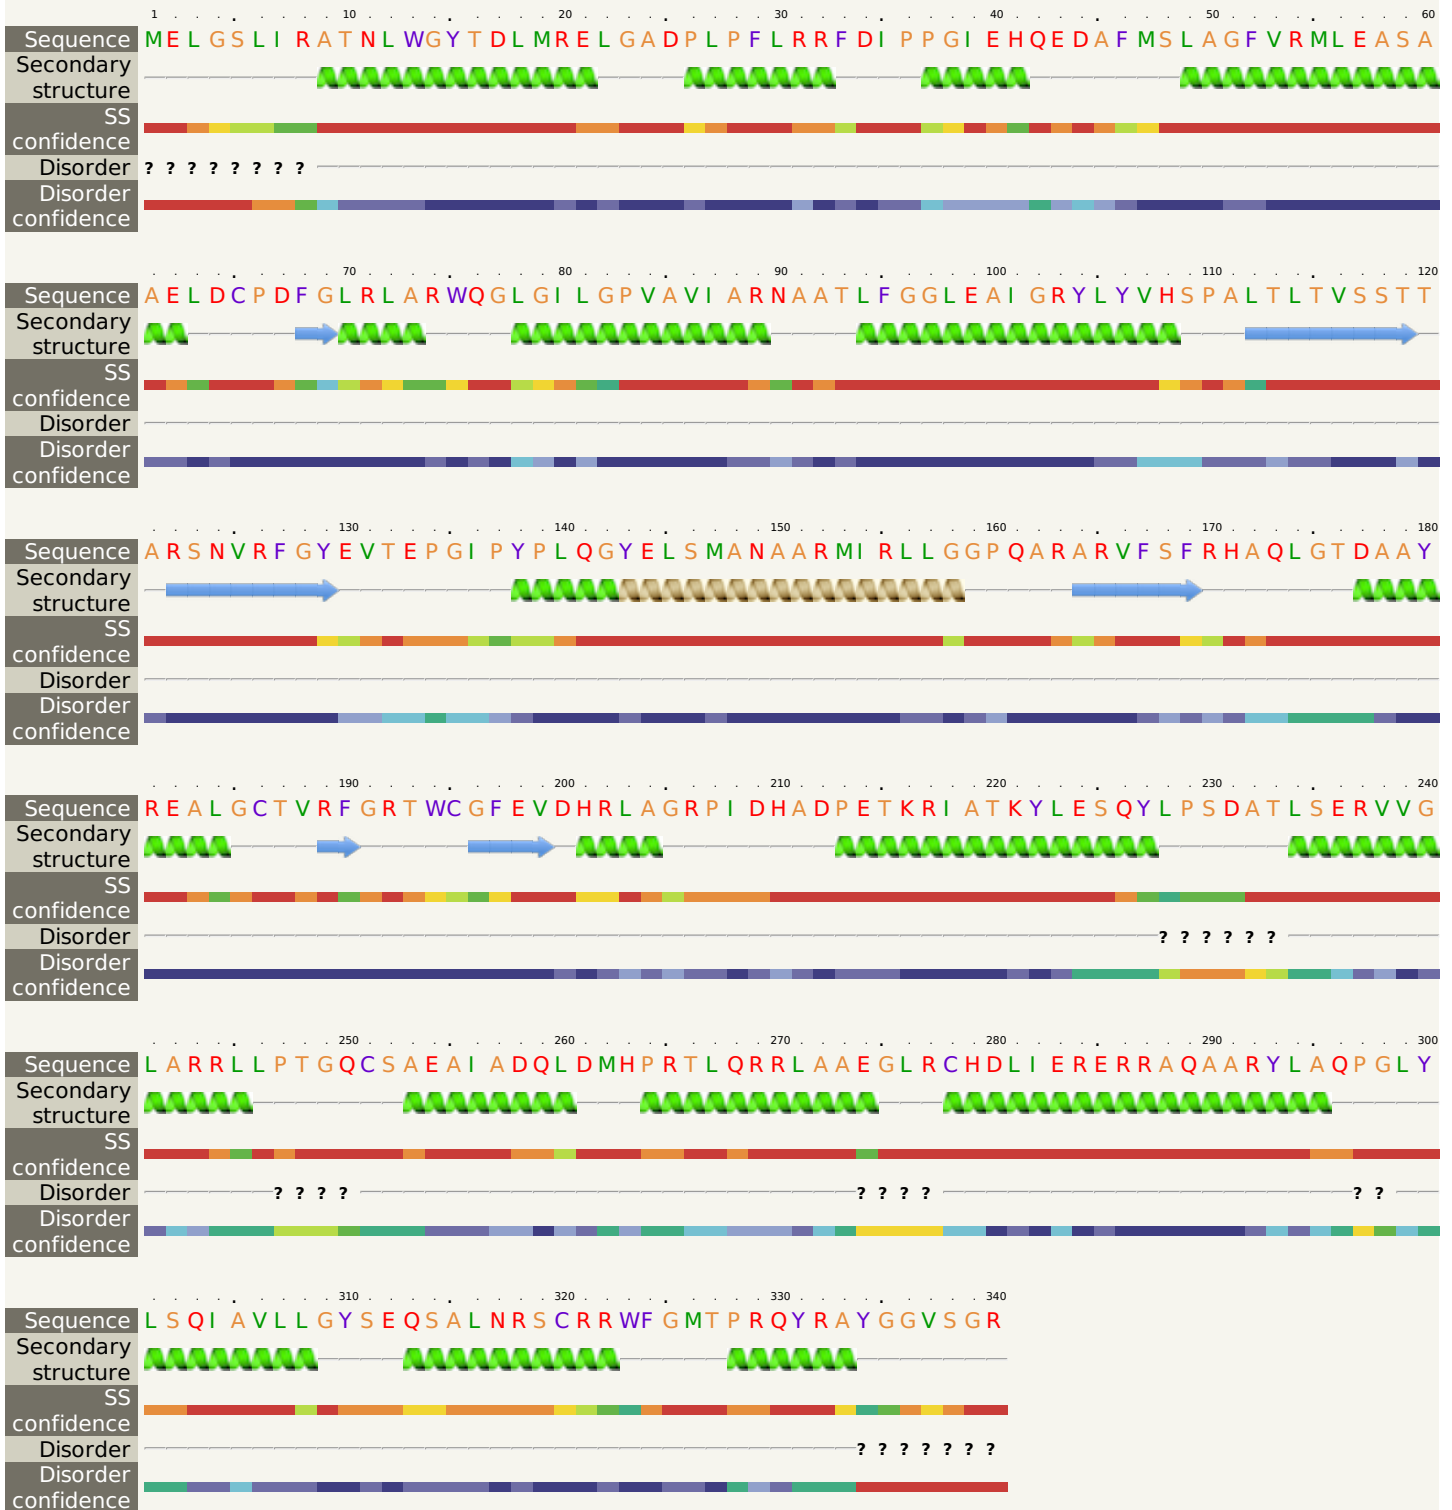 1 10 20 30 40 50 60
Sequence MELGSLIRATNLWGYTDLMRELGADPLPFLRRFDIPPGIEHQEDAFMSLAGFVRMLEASA
Secondary
structure
SS
confidence
Disorder ? ? ? ? ? ? ? ?
Disorder
confidence
70 80 90 100 110 120
Sequence AELDCPDFGLRLARWQGLGILGPVAVIARNAATLFGGLEAIGRYLYVHSPALTLTVSSTT
Secondary
structure
SS
confidence
Disorder
Disorder
confidence
130 140 150 160 170 180
Sequence ARSNVRFGYEVTEPGIPYPLQGYELSMANAARMIRLLGGPQARARVFSFRHAQLGTDAAY
Secondary
structure
SS
confidence
Disorder
Disorder
confidence
190 200 210 220 230 240
Sequence REALGCTVRFGRTWCGFEVDHRLAGRPIDHADPETKRIATKYLESQYLPSDATLSERVVG
Secondary
structure
SS
confidence
Disorder ? ? ? ? ? ?
Disorder
confidence
250 260 270 280 290 300
Sequence LARRLLPTGQCSAEAIADQLDMHPRTLQRRLAAEGLRCHDLIERERRAQAARYLAQPGLY
Secondary
structure
SS
confidence
Disorder ? ? ? ? ? ? ? ? ? ?
Disorder
confidence
310 320 330 340
Sequence LSQIAVLLGYSEQSALNRSCRRWFGMTPRQYRAYGGVSGR
Secondary
structure
SS
confidence
Disorder ? ? ? ? ? ? ?
Disorder
confidence